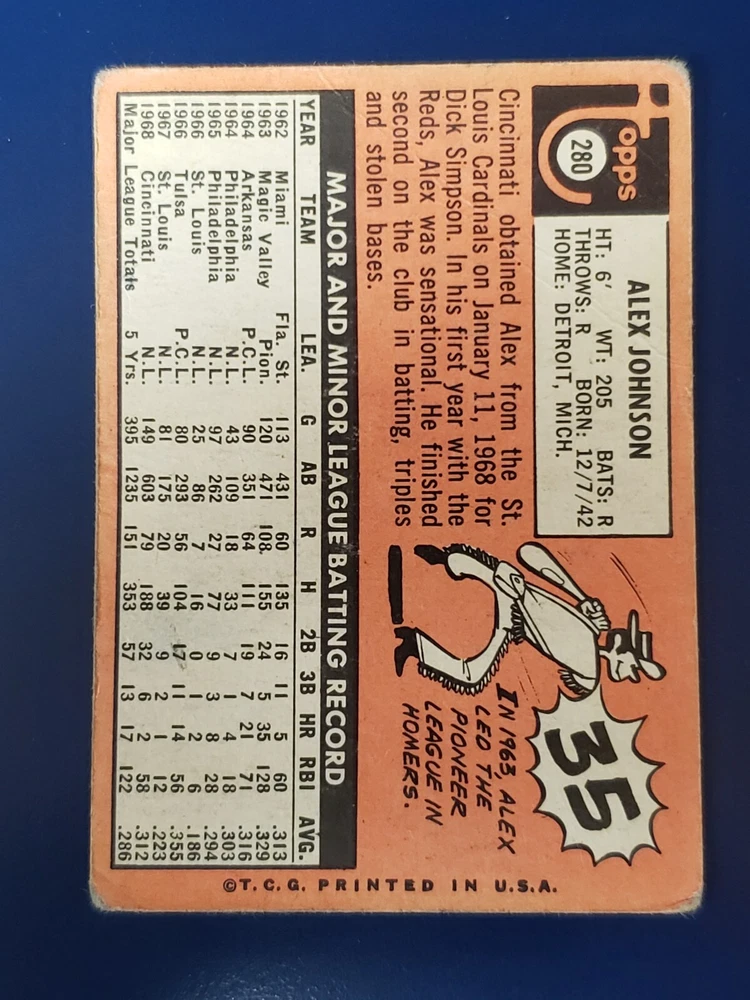 Topps
280
ALEX JOHNSON
HT: 6' WT: 205 BATS: R
THROWS: R BORN: 12/7/42
HOME: DETROIT, MICH.
Cincinnati obtained Alex from the St.
Louis Cardinals on January 11, 1968 for
Dick Simpson. In his first year with the
Reds, Alex was sensational. He finished
second on the club in batting, triples
and stolen bases.
35
IN 1963, ALEX
LED THE
PIONEER
LEAGUE IN
HOMERS.
MAJOR AND MINOR LEAGUE BATTING RECORD
YEAR TEAM LEA. G AB R H 2B 3B HR RBI AVG.
1962 Miami Fla. St. 113 431 60 135 16 11 5 60 .313
1963 Magic Valley Pion. 120 471 108 155 24 5 35 128 .329
1964 Arkansas P.C.L. 90 351 64 111 19 7 21 71 .316
1964 Philadelphia N.L. 43 109 18 33 7 1 4 18 .303
1965 Philadelphia N.L. 97 262 27 77 9 3 8 28 .294
1966 St. Louis N.L. 25 86 7 16 0 1 2 6 .186
1966 Tulsa P.C.L. 80 293 56 104 17 11 14 56 .355
1967 St. Louis N.L. 81 175 20 39 9 2 1 12 .223
1968 Cincinnati N.L. 149 603 79 188 32 6 2 58 .312
Major League Totals 5 Yrs. 395 1235 151 353 57 13 17 122 .286
©T.C.G. PRINTED IN U.S.A.